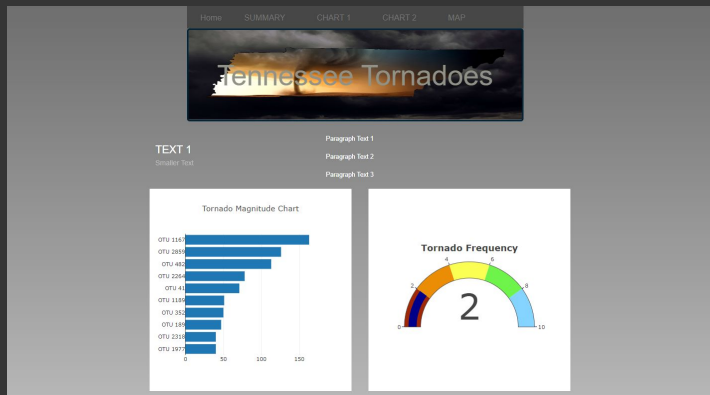 Home SUMMARY CHART 1 CHART 2 MAP
Tennessee Tornadoes
TEXT 1
Smaller Text
Paragraph Text 1
Paragraph Text 2
Paragraph Text 3
Tornado Magnitude Chart
OTU 1167
OTU 2859
OTU 482
OTU 2264
OTU 41
OTU 1189
OTU 352
OTU 189
OTU 2318
OTU 1977
0 50 100 150
Tornado Frequency
0 2 4 6 8 10
2